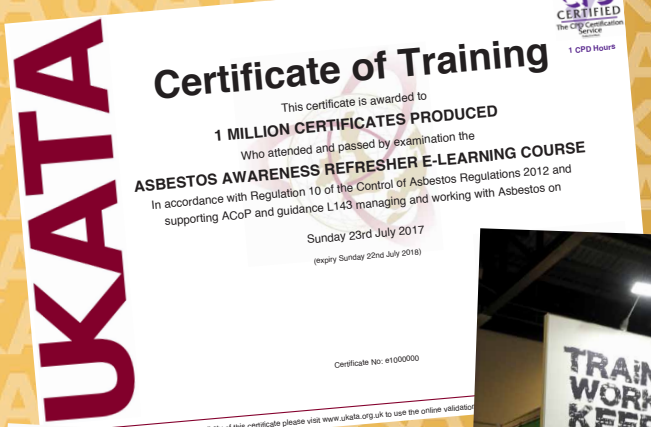 UKATA
CERTIFIED
The CPD Certification
Service
1 CPD Hours
Certificate of Training
This certificate is awarded to
1 MILLION CERTIFICATES PRODUCED
Who attended and passed by examination the
ASBESTOS AWARENESS REFRESHER E-LEARNING COURSE
In accordance with Regulation 10 of the Control of Asbestos Regulations 2012 and
supporting ACoP and guidance L143 managing and working with Asbestos on
Sunday 23rd July 2017
(expiry Sunday 22nd July 2018)
Certificate No: e1000000
of this certificate please visit www.ukata.org.uk to use the online validation
TRAIN
WORK
KEEP